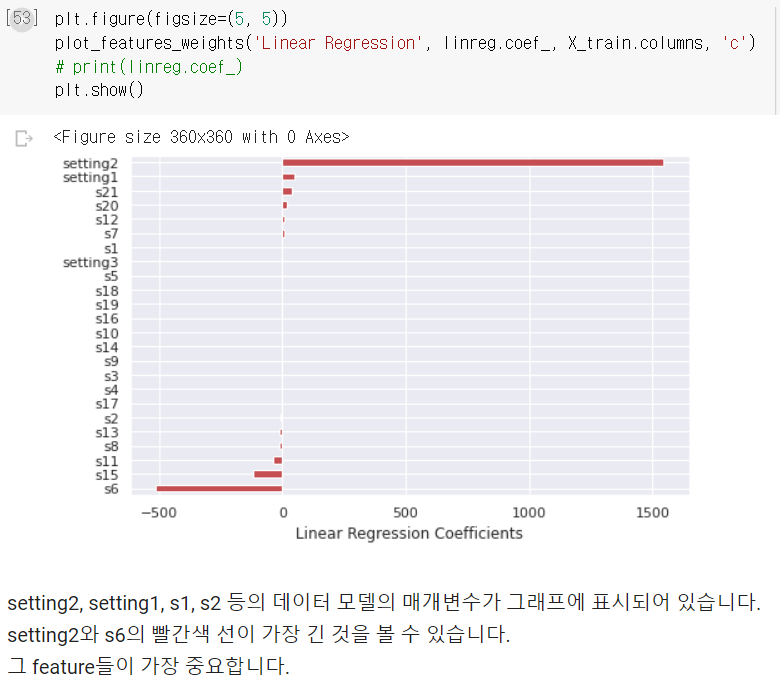 [53]
plt.figure(figsize=(5, 5))
plot_features_weights('Linear Regression', linreg.coef_, X_train.columns, 'c')
# print(linreg.coef_)
plt.show()
<Figure size 360x360 with 0 Axes>
setting2
setting1
s21
s20
s12
s7
s1
setting3
s5
s18
s19
s16
s10
s14
s9
s3
s4
s17
s2
s13
s8
s11
s15
s6
−500 0 500 1000 1500
Linear Regression Coefficients
setting2, setting1, s1, s2 등의 데이터 모델의 매개변수가 그래프에 표시되어 있습니다.
setting2와 s6의 빨간색 선이 가장 긴 것을 볼 수 있습니다.
그 feature들이 가장 중요합니다.